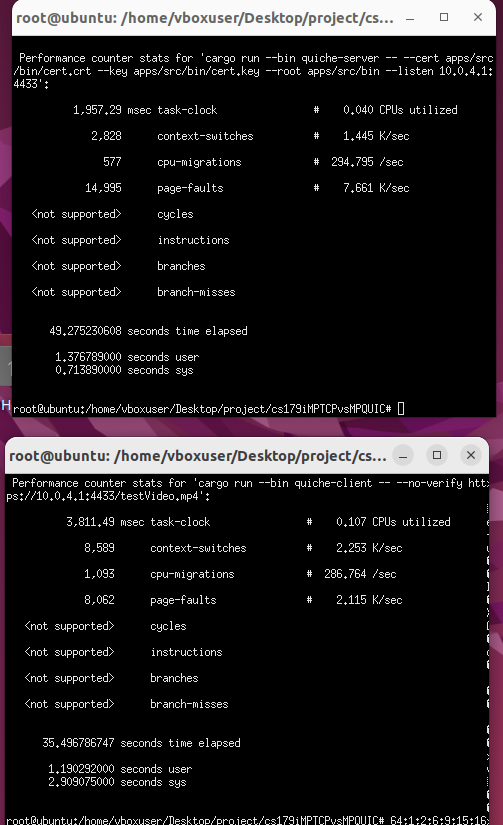 root@ubuntu: /home/vboxuser/Desktop/project/cs...
Performance counter stats for 'cargo run --bin quiche-server -- --cert apps/src
/bin/cert.crt --key apps/src/bin/cert.key --root apps/src/bin --listen 10.0.4.1:
4433':
1,957.29 msec task-clock # 0.040 CPUs utilized
2,828 context-switches # 1.445 K/sec
577 cpu-migrations # 294.795 /sec
14,995 page-faults # 7.661 K/sec
<not supported> cycles
<not supported> instructions
<not supported> branches
<not supported> branch-misses
49.275230608 seconds time elapsed
1.376789000 seconds user
0.713890000 seconds sys
H
root@ubuntu:/home/vboxuser/Desktop/project/cs179iMPTCPvsMPQUIC#
root@ubuntu: /home/vboxuser/Desktop/project/cs...
Performance counter stats for 'cargo run --bin quiche-client -- --no-verify htt
ps://10.0.4.1:4433/testVideo.mp4':
3,811.49 msec task-clock # 0.107 CPUs utilized
8,589 context-switches # 2.253 K/sec
1,093 cpu-migrations # 286.764 /sec
8,062 page-faults # 2.115 K/sec
<not supported> cycles
<not supported> instructions
<not supported> branches
<not supported> branch-misses
35.496786747 seconds time elapsed
1.190292000 seconds user
2.909075000 seconds sys
root@ubuntu:/home/vboxuser/Desktop/project/cs179iMPTCPvsMPQUIC# 64;1;2;6;9;15;16